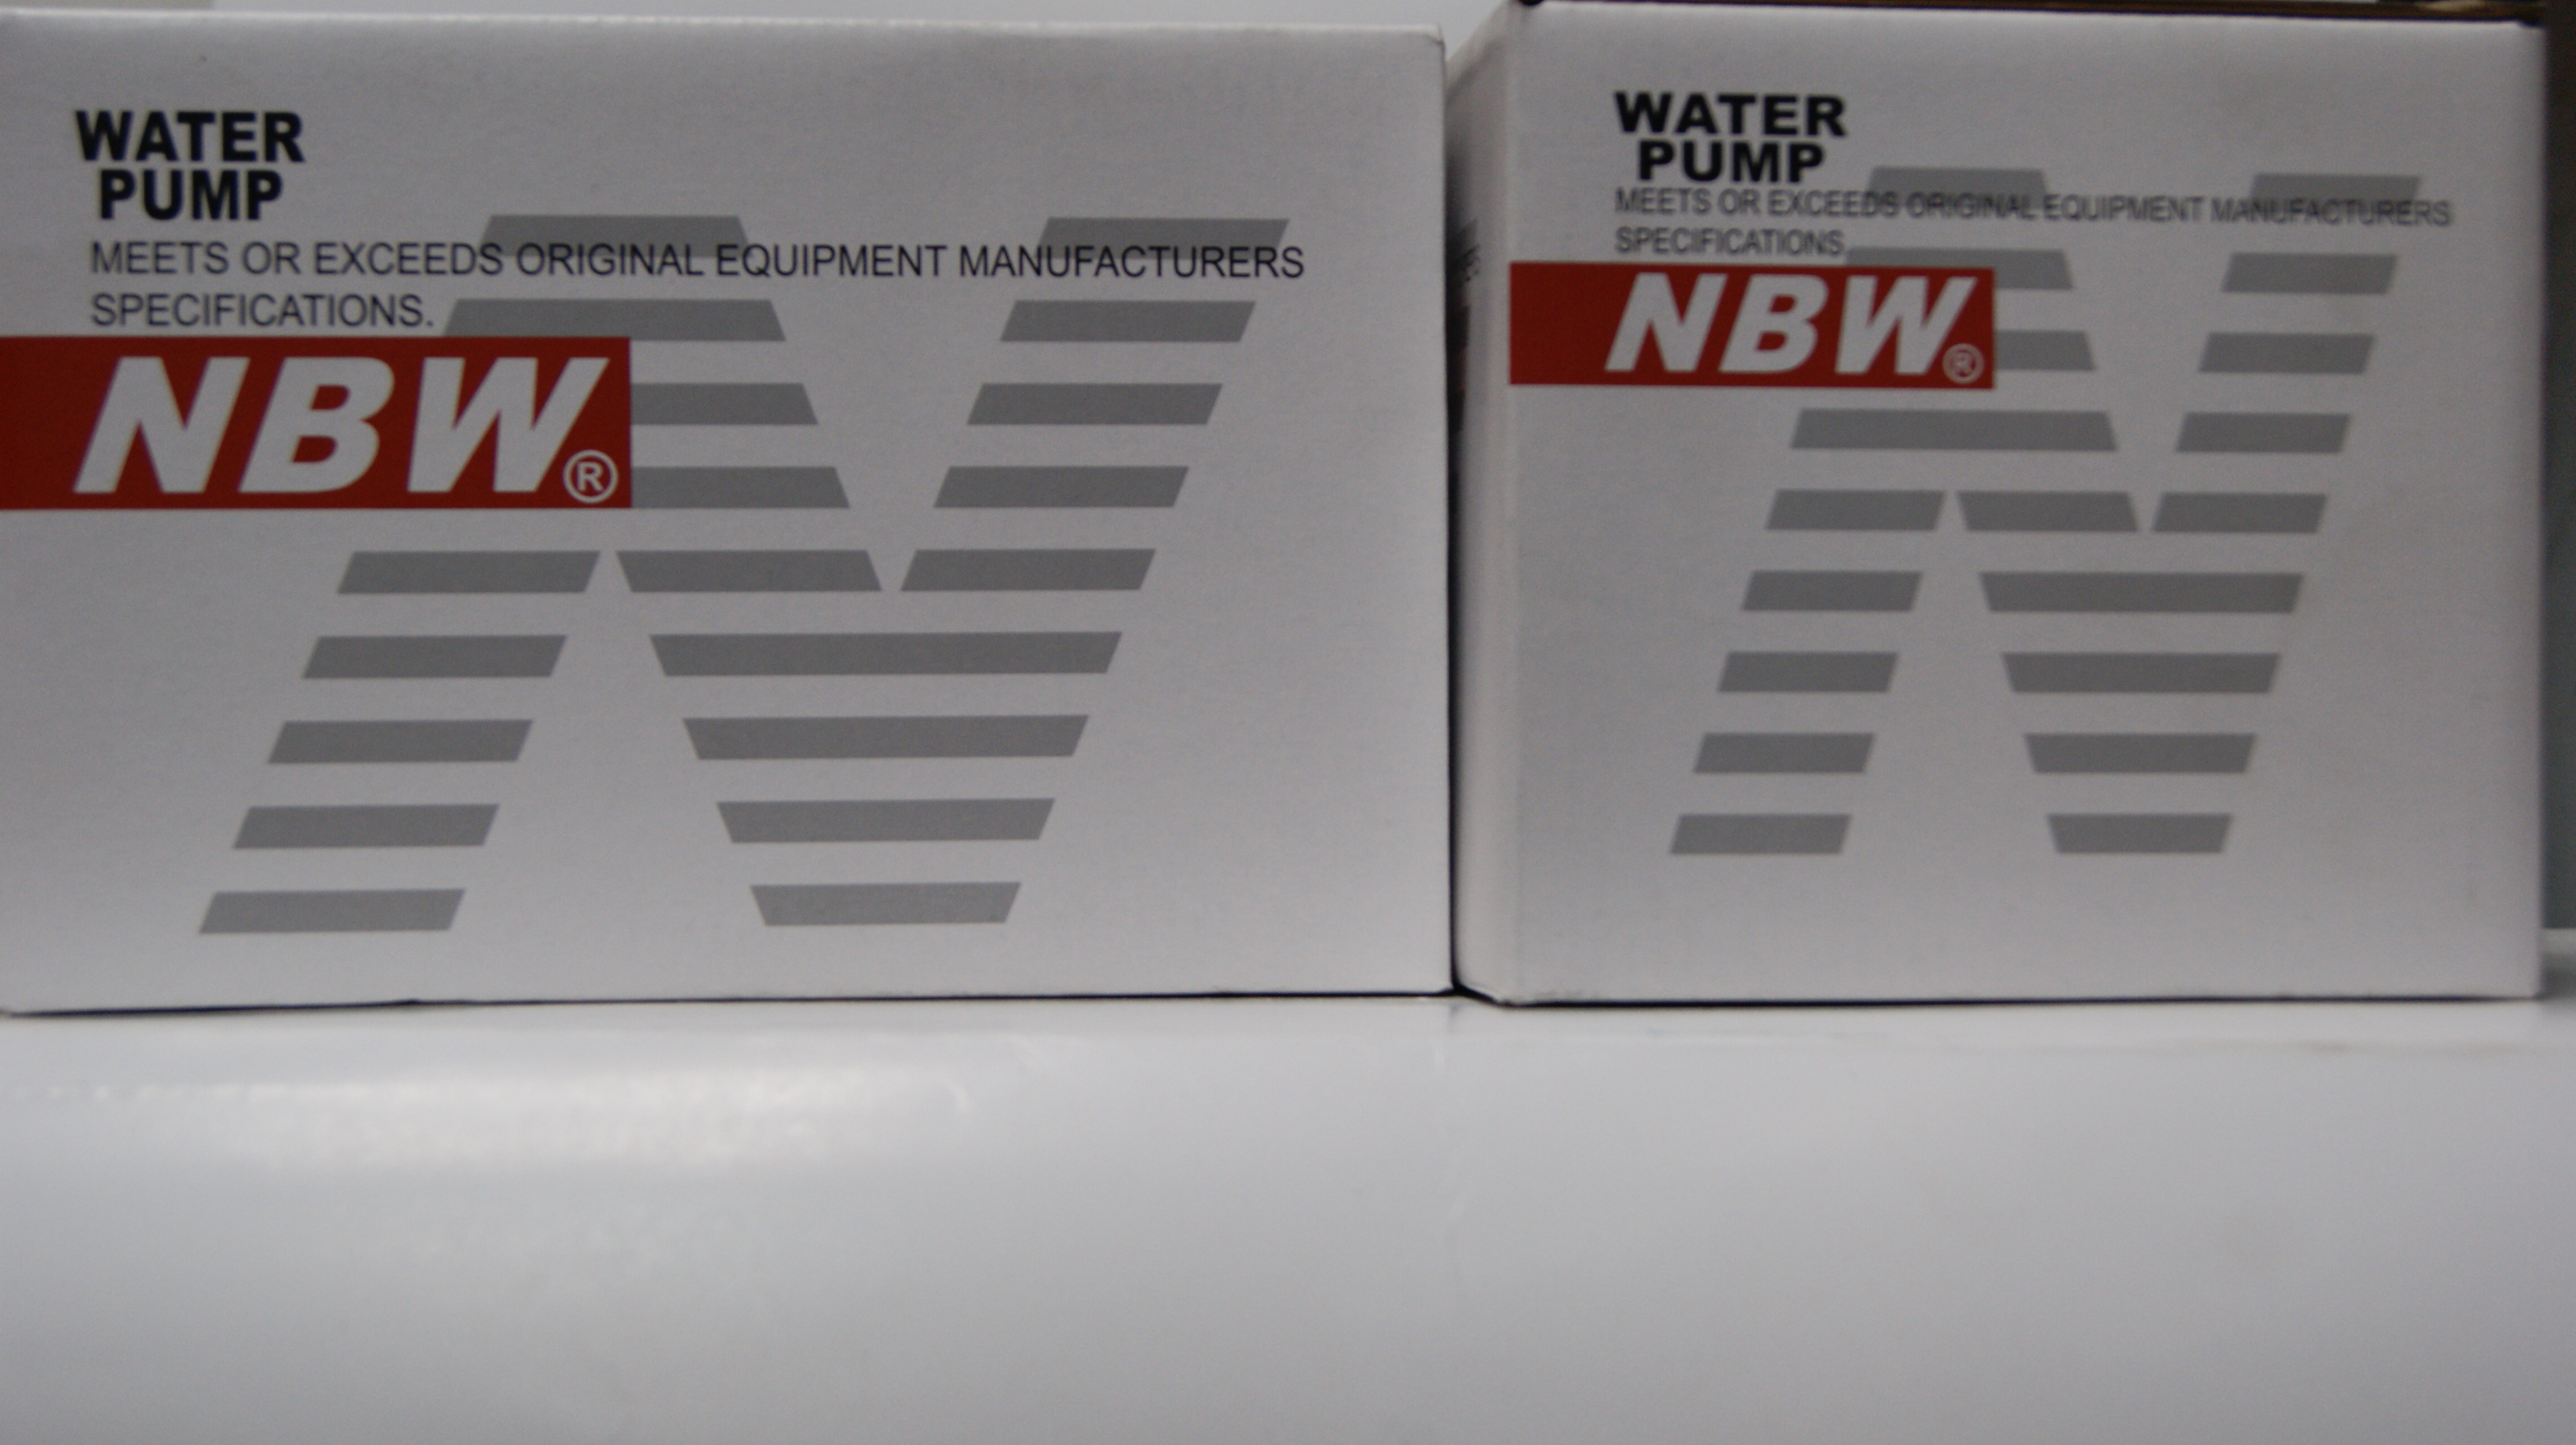 WATER
PUMP
MEETS OR EXCEEDS ORIGINAL EQUIPMENT MANUFACTURERS
SPECIFICATIONS.
NBW®
WATER
PUMP
MEETS OR EXCEEDS ORIGINAL EQUIPMENT MANUFACTURERS
SPECIFICATIONS.
NBW®